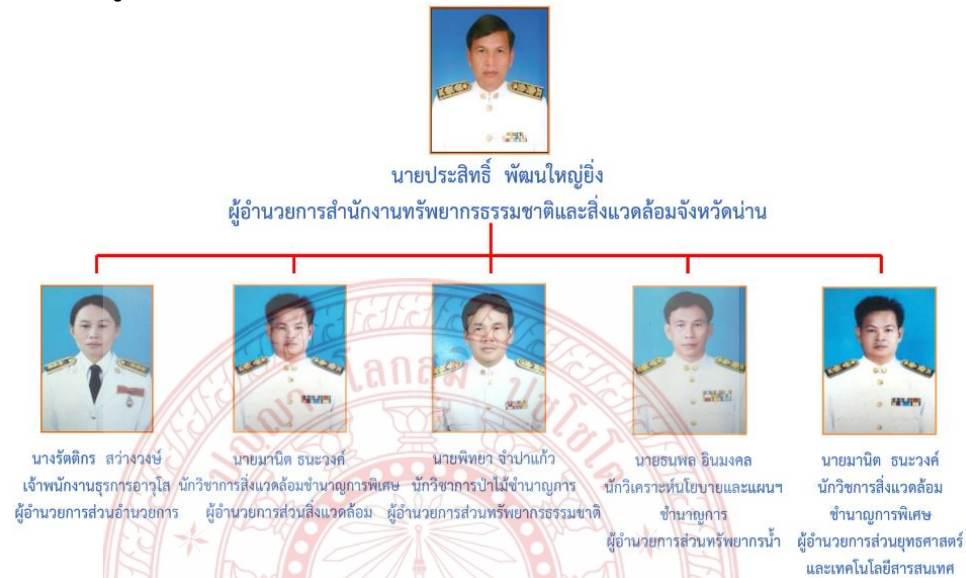 นายประสิทธิ์ พัฒนใหญ่ยิ่ง
ผู้อำนวยการสำนักงานทรัพยากรธรรมชาติและสิ่งแวดล้อมจังหวัดน่าน
นางรัตติกร สว่างวงษ์
เจ้าพนักงานธุรการอาวุโส
ผู้อำนวยการส่วนอำนวยการ
นายมานิต ธนะวงค์
นักวิชาการสิ่งแวดล้อมชำนาญการพิเศษ
ผู้อำนวยการส่วนสิ่งแวดล้อม
นายพิทยา จำปาแก้ว
นักวิชาการป่าไม้ชำนาญการ
ผู้อำนวยการส่วนทรัพยากรธรรมชาติ
นายธนพล อินมงคล
นักวิเคราะห์นโยบายและแผนฯ
ชำนาญการ
ผู้อำนวยการส่วนทรัพยากรน้ำ
นายมานิต ธนะวงค์
นักวิชการสิ่งแวดล้อม
ชำนาญการพิเศษ
ผู้อำนวยการส่วนยุทธศาสตร์
และเทคโนโลยีสารสนเทศ